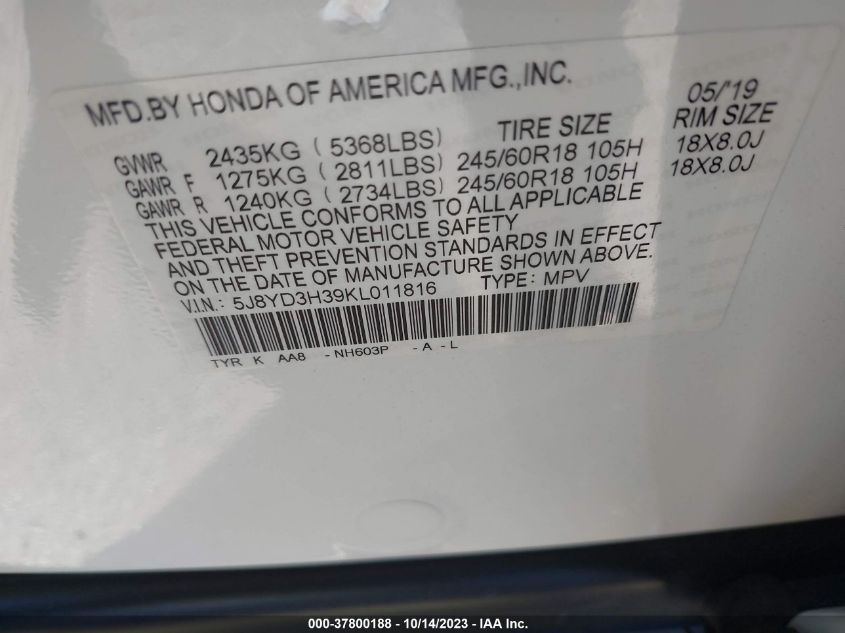 MFD.BY HONDA OF AMERICA MFG.,INC. 05/'19
GVWR 2435KG ( 5368LBS) TIRE SIZE RIM SIZE
GAWR F 1275KG ( 2811LBS) 245/60R18 105H 18X8.0J
GAWR R 1240KG ( 2734LBS) 245/60R18 105H 18X8.0J
THIS VEHICLE CONFORMS TO ALL APPLICABLE
FEDERAL MOTOR VEHICLE SAFETY
AND THEFT PREVENTION STANDARDS IN EFFECT
ON THE DATE OF MANUFACTURE SHOWN ABOVE.
V.I.N.: 5J8YD3H39KL011816 TYPE: MPV
TYR K AA8 - NH603P - A - L
000-37800188 - 10/14/2023 - IAA Inc.